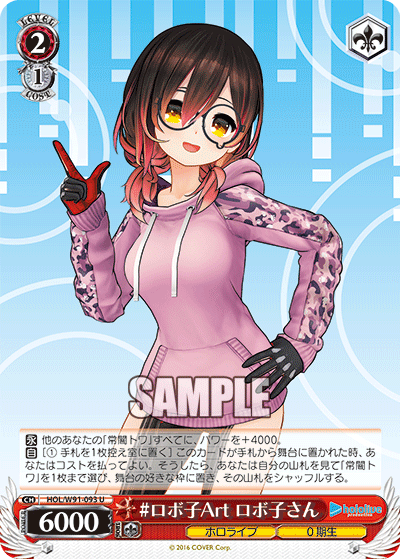 LEVEL
2
1
COST
SAMPLE
永 他のあなたの「常闇トワ」すべてに、パワーを+4000。
自 [① 手札を1枚控え室に置く] このカードが手札から舞台に置かれた時、あ
なたはコストを払ってよい。そうしたら、あなたは自分の山札を見て「常闇
トワ」を1枚まで選び、舞台の好きな枠に置き、その山札をシャッフルする。
CH HOL/W91-093 U
6000
#ロボ子Art ロボ子さん
hololive
ホロライブ
0期生
© 2016 COVER Corp.